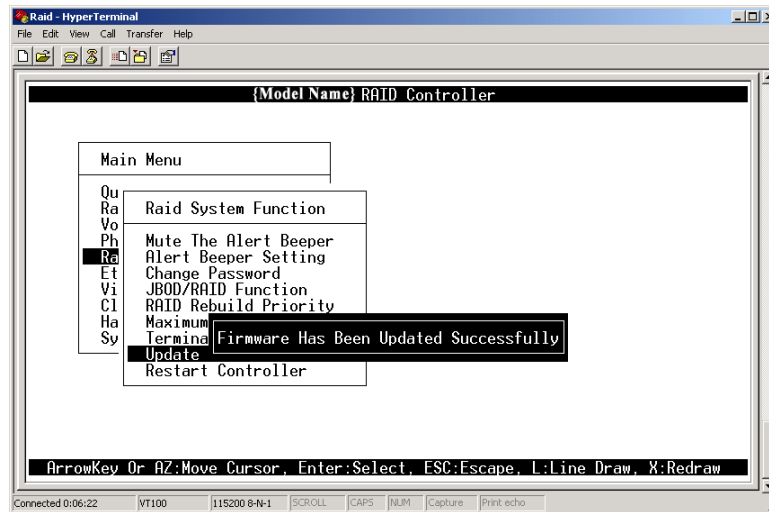 Raid - HyperTerminal
File Edit View Call Transfer Help
{Model Name} RAID Controller
Main Menu
Qu
Ra
Vo
Ph
Ra
Et
Vi
Cl
Ha
Sy
Raid System Function
Mute The Alert Beeper
Alert Beeper Setting
Change Password
JBOD/RAID Function
RAID Rebuild Priority
Maximum
Termina
Update
Restart Controller
Firmware Has Been Updated Successfully
ArrowKey Or AZ:Move Cursor, Enter:Select, ESC:Escape, L:Line Draw, X:Redraw
Connected 0:06:22 VT100 115200 8-N-1 SCROLL CAPS NUM Capture Print echo